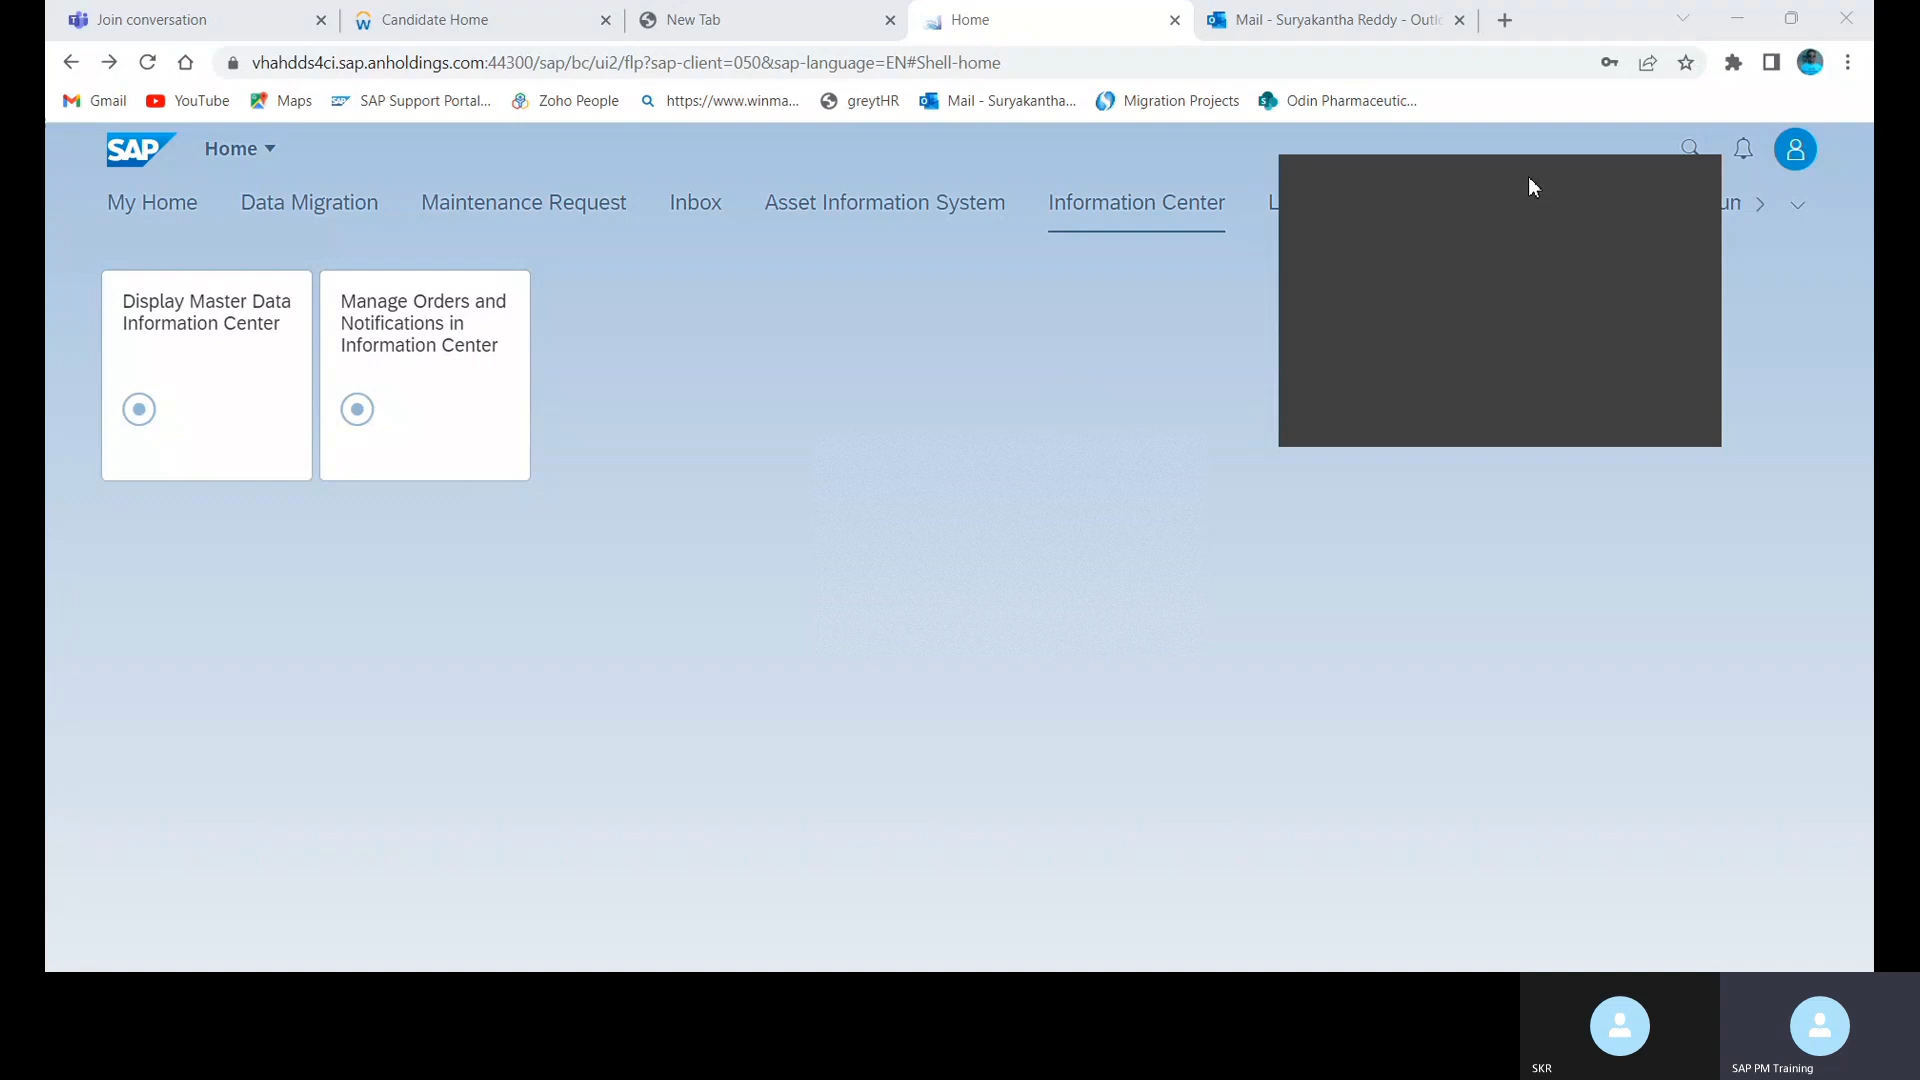 Join conversation
Candidate Home
New Tab
Home
Mail - Suryakantha Reddy - Outlo
vhahdds4ci.sap.anholdings.com:44300/sap/bc/ui2/flp?sap-client=050&sap-language=EN#Shell-home
Gmail
YouTube
Maps
SAP Support Portal...
Zoho People
https://www.winma...
greytHR
Mail - Suryakantha...
Migration Projects
Odin Pharmaceutic...
SAP
Home
My Home
Data Migration
Maintenance Request
Inbox
Asset Information System
Information Center
Display Master Data
Information Center
Manage Orders and
Notifications in
Information Center
SKR
SAP PM Training